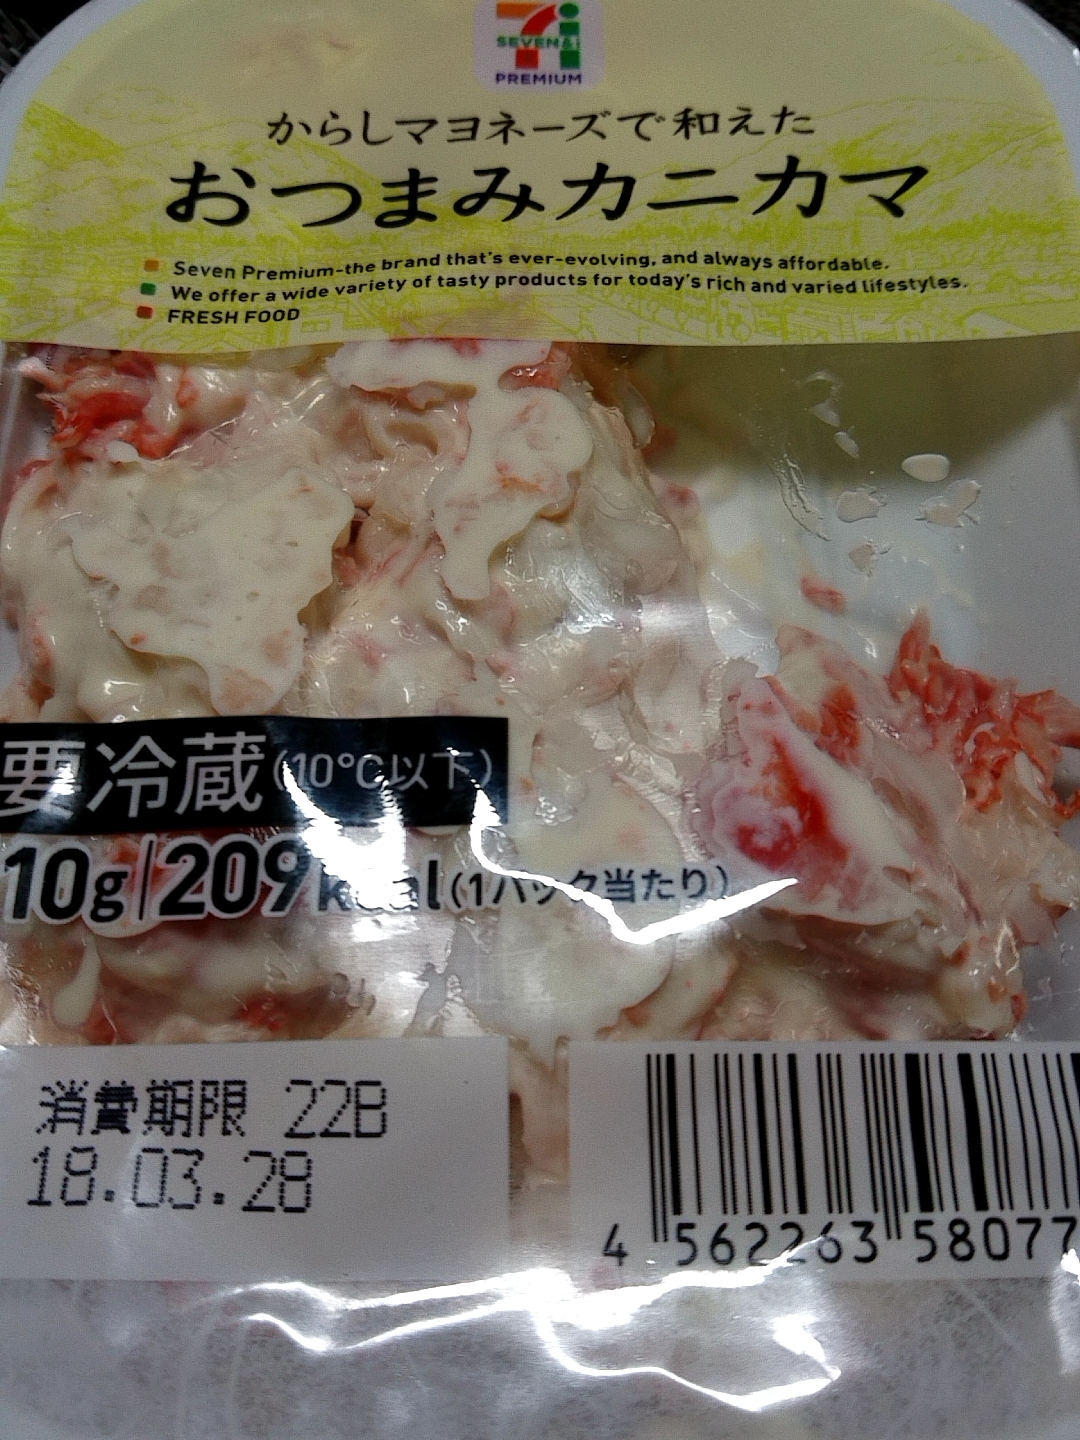 SEVEN&i
PREMIUM
からしマヨネーズで和えた
おつまみカニカマ
Seven Premium-the brand that's ever-evolving, and always affordable.
We offer a wide variety of tasty products for today's rich and varied lifestyles.
FRESH FOOD
要冷蔵(10℃以下)
10g|209kcal(1パック当たり)
消費期限 22B
18.03.28
4 562263 58077